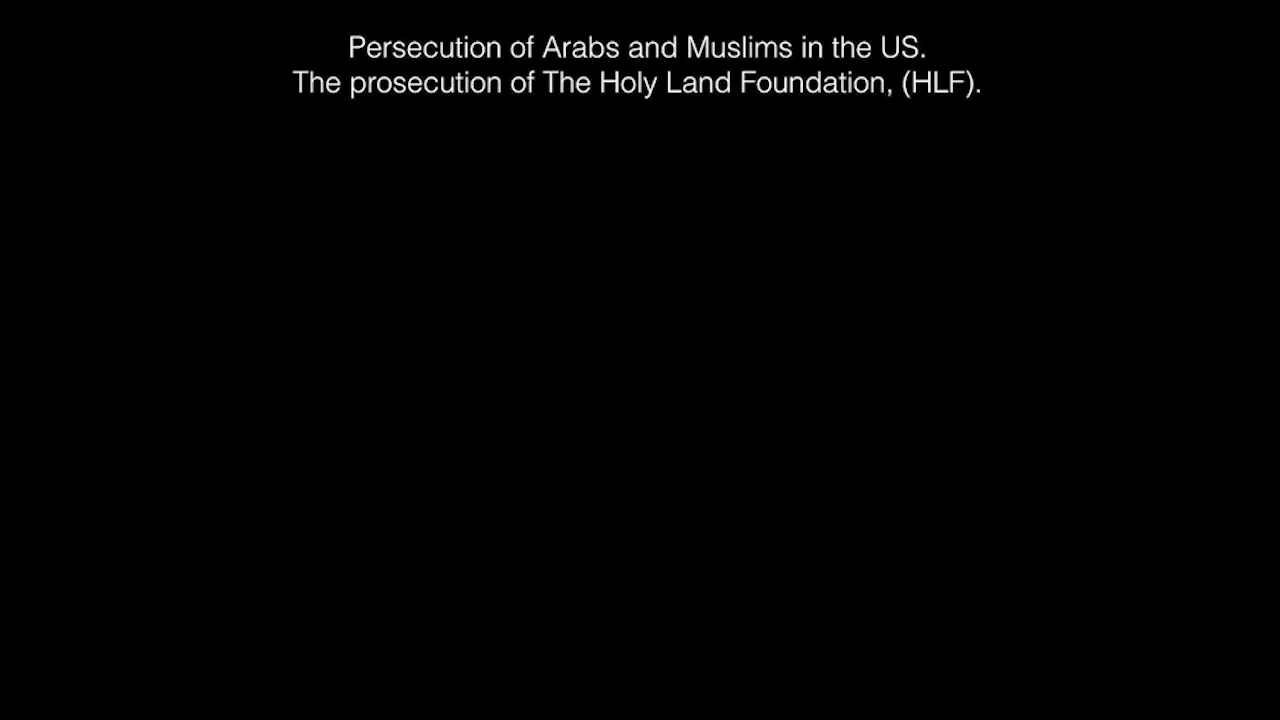 Persecution of Arabs and Muslims in the US.
The prosecution of The Holy Land Foundation, (HLF).